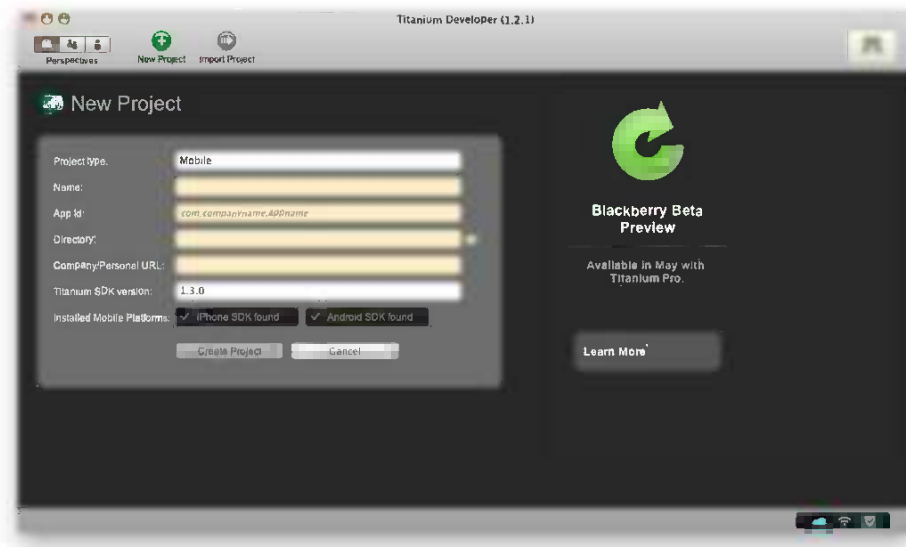 Titanium Developer (1.2.1)
Perspectives
New Project
Import Project
New Project
Project type:
Mobile
Name:
App Id:
com.companyname.appname
Directory:
Company/Personal URL:
Titanium SDK version:
1.3.0
Installed Mobile Platforms:
iPhone SDK found
Android SDK found
Create Project
Cancel
Blackberry Beta
Preview
Available in May with
Titanium Pro.
Learn More